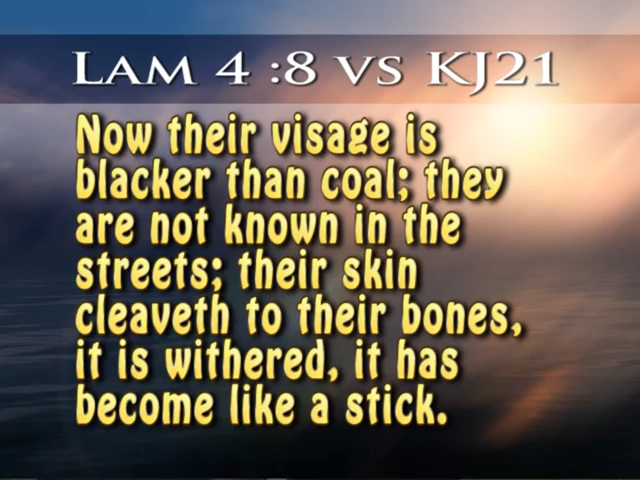 LAM 4 :8 VS KJ21
Now their visage is
blacker than coal; they
are not known in the
streets; their skin
cleaveth to their bones,
it is withered, it has
become like a stick.